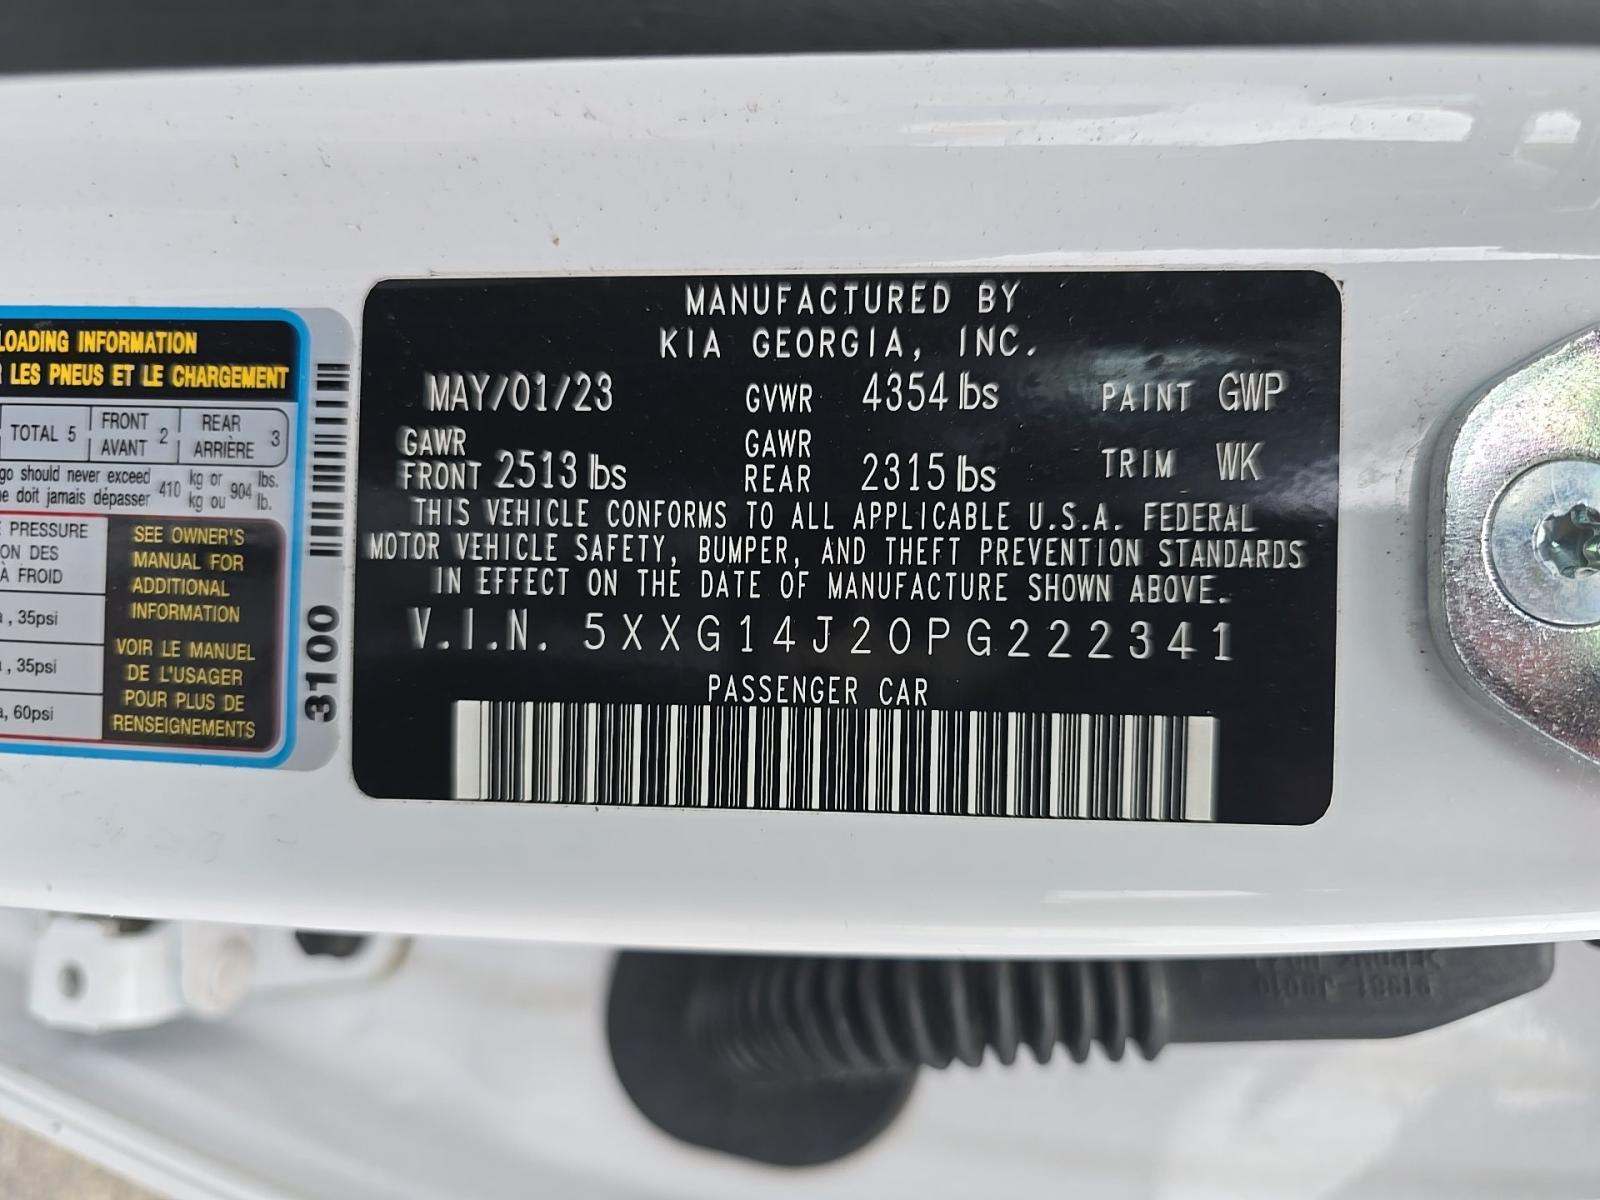 LOADING INFORMATION
LES PNEUS ET LE CHARGEMENT
TOTAL 5 FRONT AVANT 2 REAR ARRIÈRE 3
should never exceed 410 kg or 904 lbs.
doit jamais dépasser kg ou lb.
PRESSURE
DES
À FROID
, 35psi
, 35psi
, 60psi
SEE OWNER'S
MANUAL FOR
ADDITIONAL
INFORMATION
VOIR LE MANUEL
DE L'USAGER
POUR PLUS DE
RENSEIGNEMENTS
3100
MANUFACTURED BY
KIA GEORGIA, INC.
MAY/01/23 GVWR 4354 lbs PAINT GWP
GAWR FRONT 2513 lbs GAWR REAR 2315 lbs TRIM WK
THIS VEHICLE CONFORMS TO ALL APPLICABLE U.S.A. FEDERAL
MOTOR VEHICLE SAFETY, BUMPER, AND THEFT PREVENTION STANDARDS
IN EFFECT ON THE DATE OF MANUFACTURE SHOWN ABOVE.
V.I.N. 5XXG14J20PG222341
PASSENGER CAR